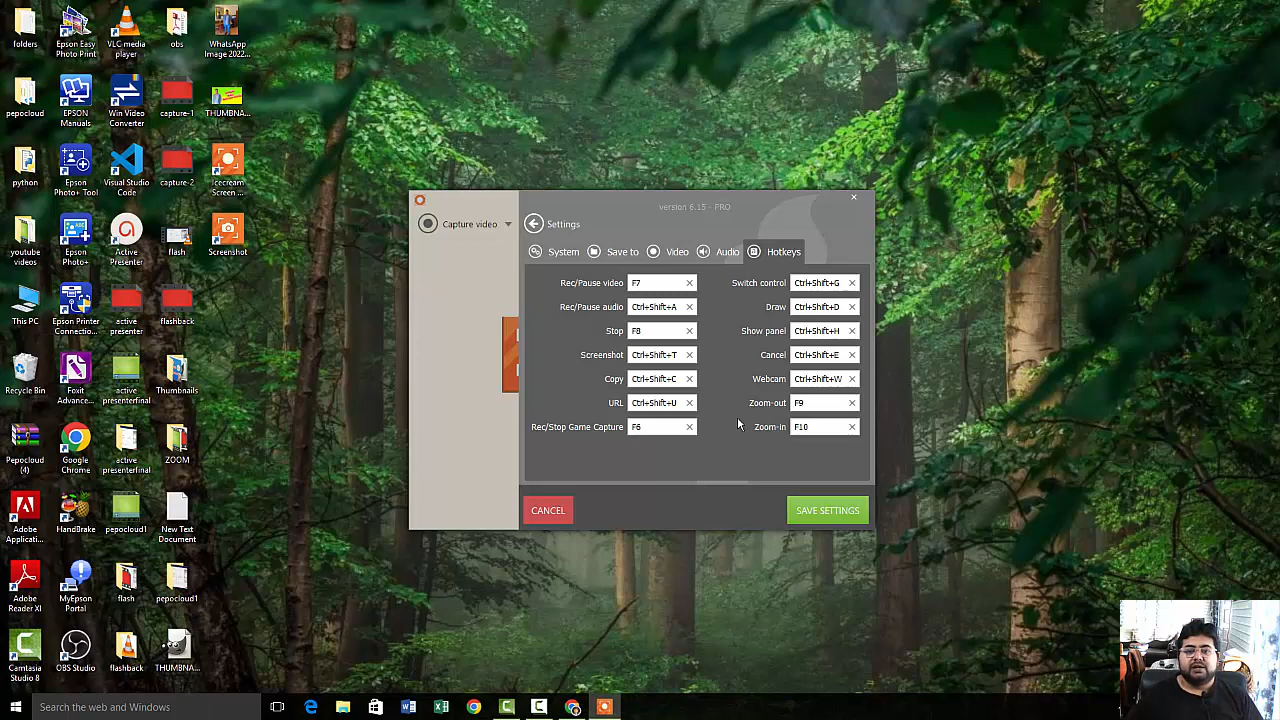 folders
Epson Easy
Photo Print
VLC media
player
obs
WhatsApp
Image 2022...
pepocloud
EPSON
Manuals
Win Video
Converter
capture-1
THUMBNA...
python
Epson
Photo+ Tool
Visual Studio
Code
capture-2
Icecream
Screen ...
youtube
videos
Epson
Photo+
Active
Presenter
flash
Screenshot
This PC
Epson Printer
Connectio...
active
presenter
flashback
Recycle Bin
Foxit
Advance...
active
presenterfinal
Thumbnails
Pepocloud
(4)
Google
Chrome
active
presenterfinal
ZOOM
Adobe
Applicati...
HandBrake
pepocloud1
New Text
Document
Adobe
Reader XI
MyEpson
Portal
flash
pepocloud1
Camtasia
Studio 8
OBS Studio
flashback
THUMBNA...
version 6.15 - PRO
Capture video
Settings
System
Save to
Video
Audio
Hotkeys
Rec/Pause video F7
Switch control Ctrl+Shift+G
Rec/Pause audio Ctrl+Shift+A
Draw Ctrl+Shift+D
Stop F8
Show panel Ctrl+Shift+H
Screenshot Ctrl+Shift+T
Cancel Ctrl+Shift+E
Copy Ctrl+Shift+C
Webcam Ctrl+Shift+W
URL Ctrl+Shift+U
Zoom-out F9
Rec/Stop Game Capture F6
Zoom-in F10
CANCEL
SAVE SETTINGS
Search the web and Windows